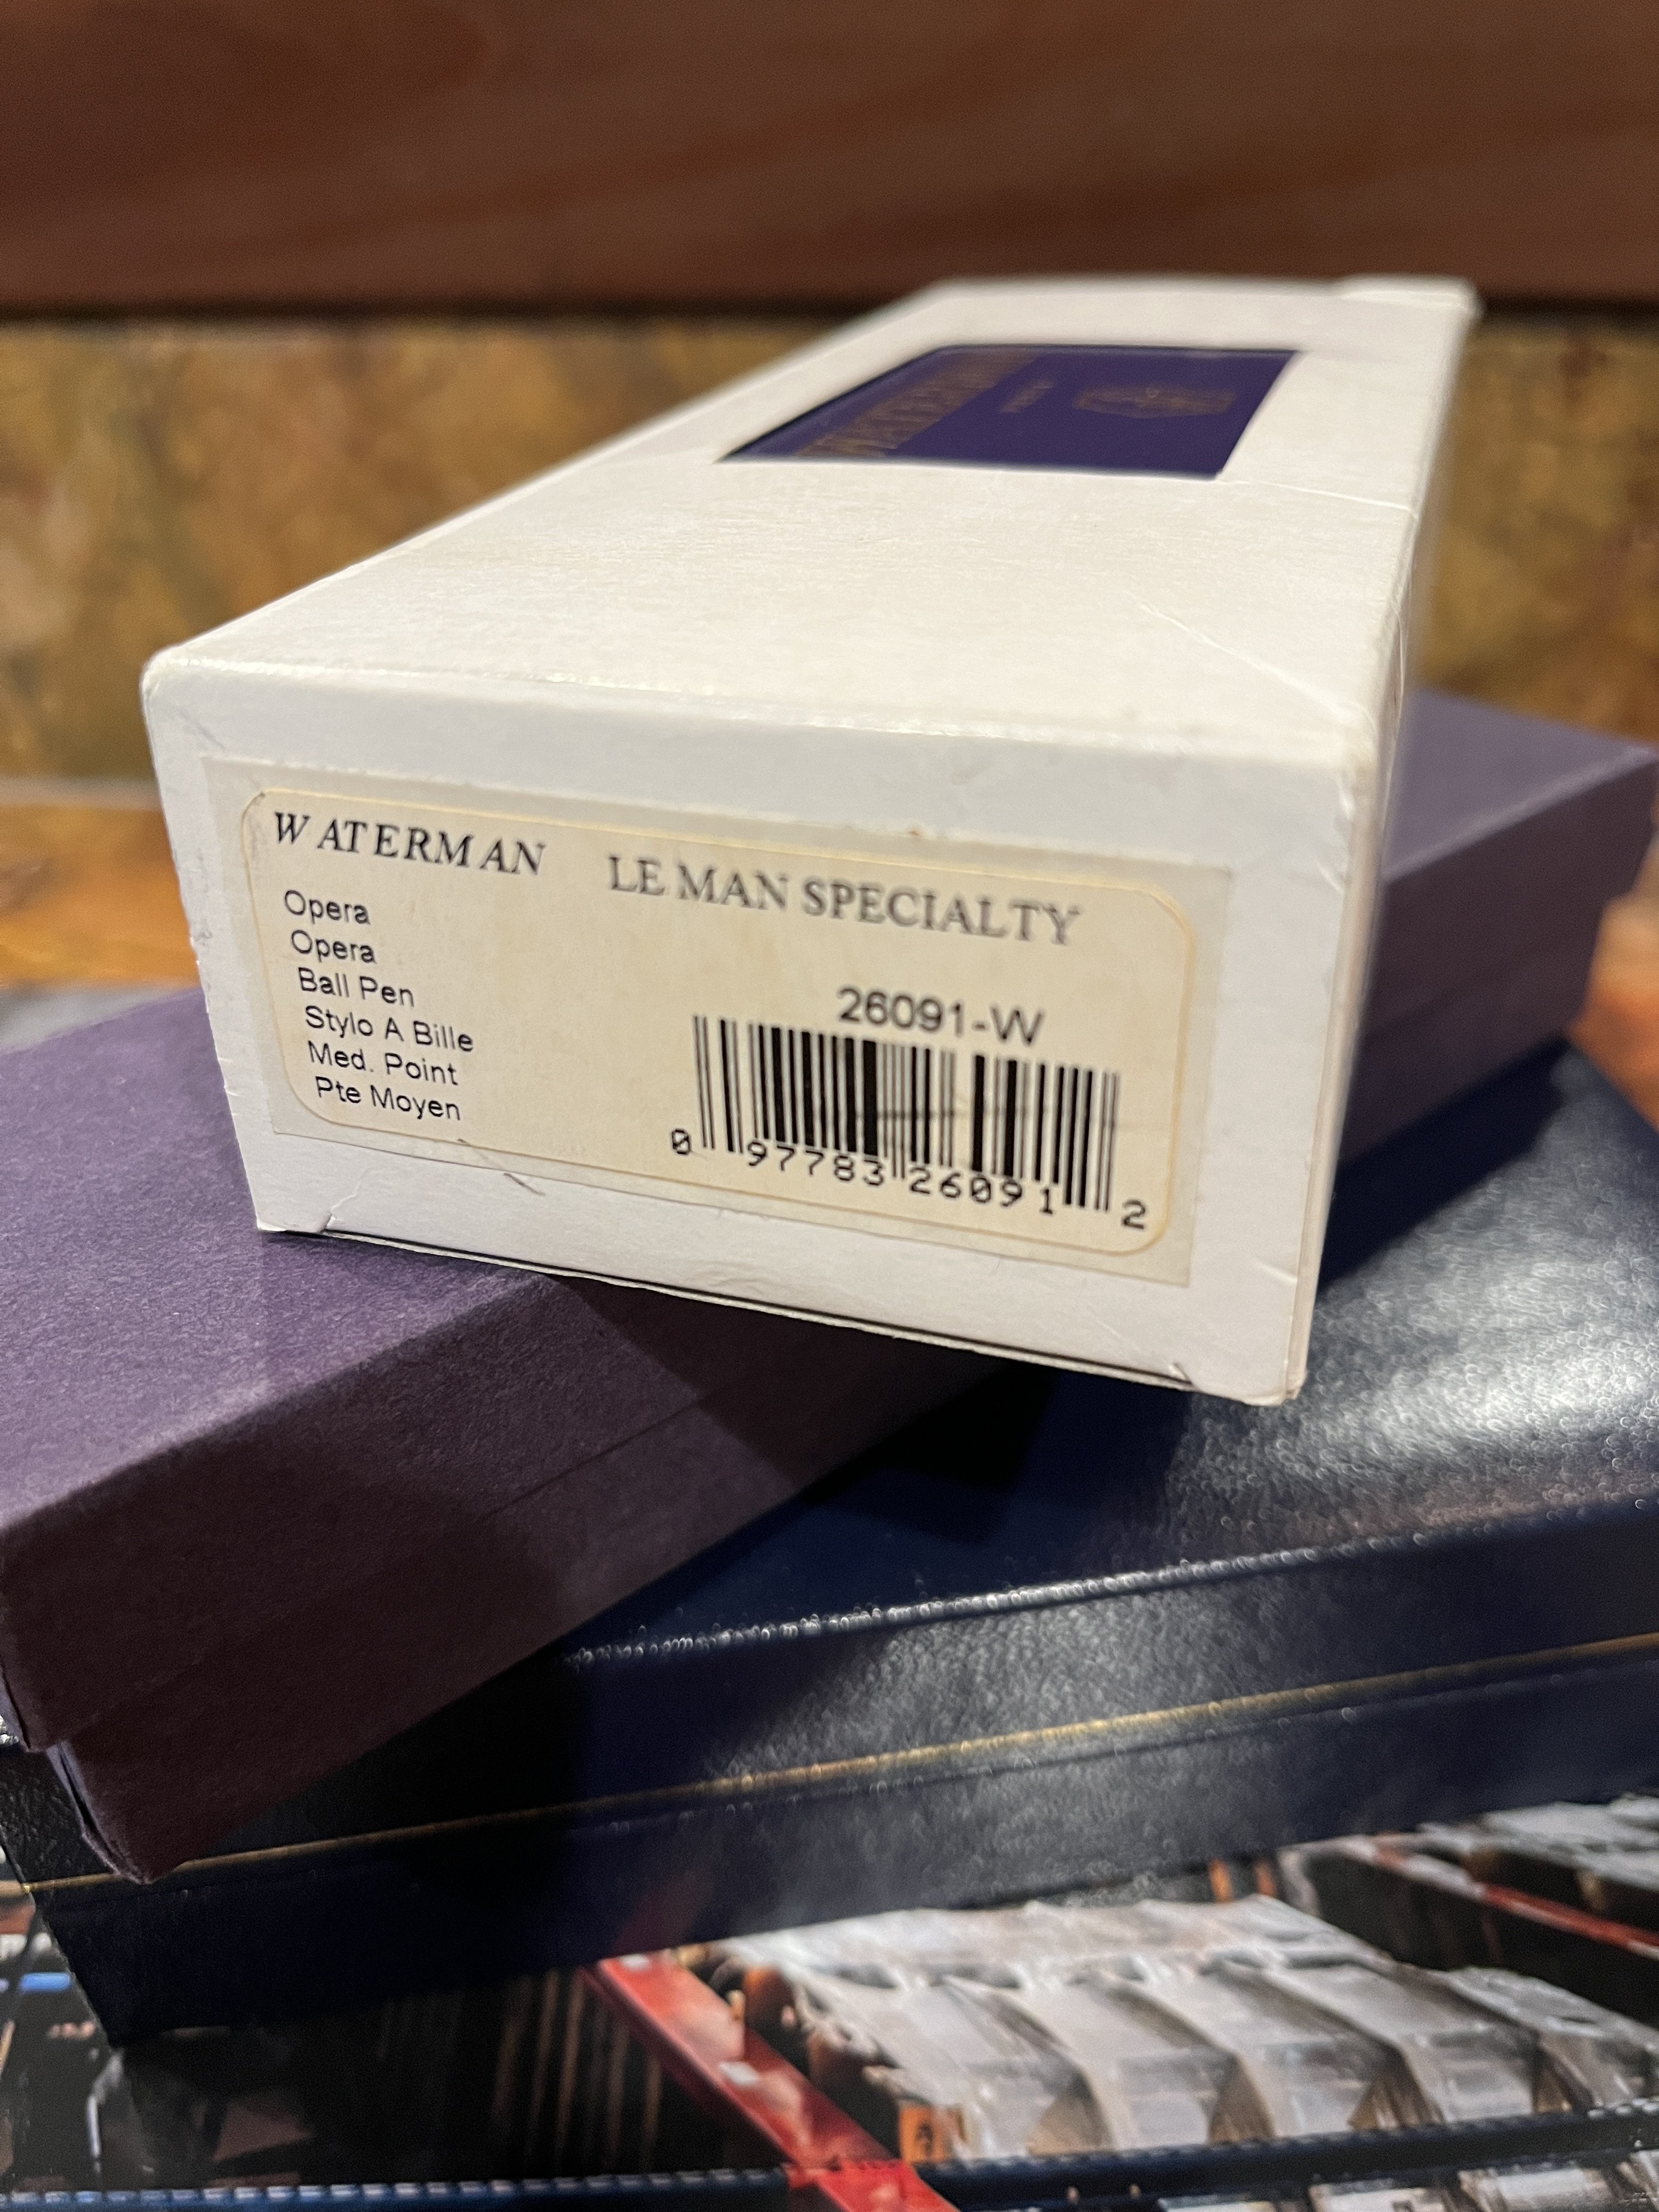 WATERMAN
WATERMAN LE MAN SPECIALTY
Opera
Opera
Ball Pen
Stylo A Bille
Med. Point
Pte Moyen
26091-W
0 97783 26091 2